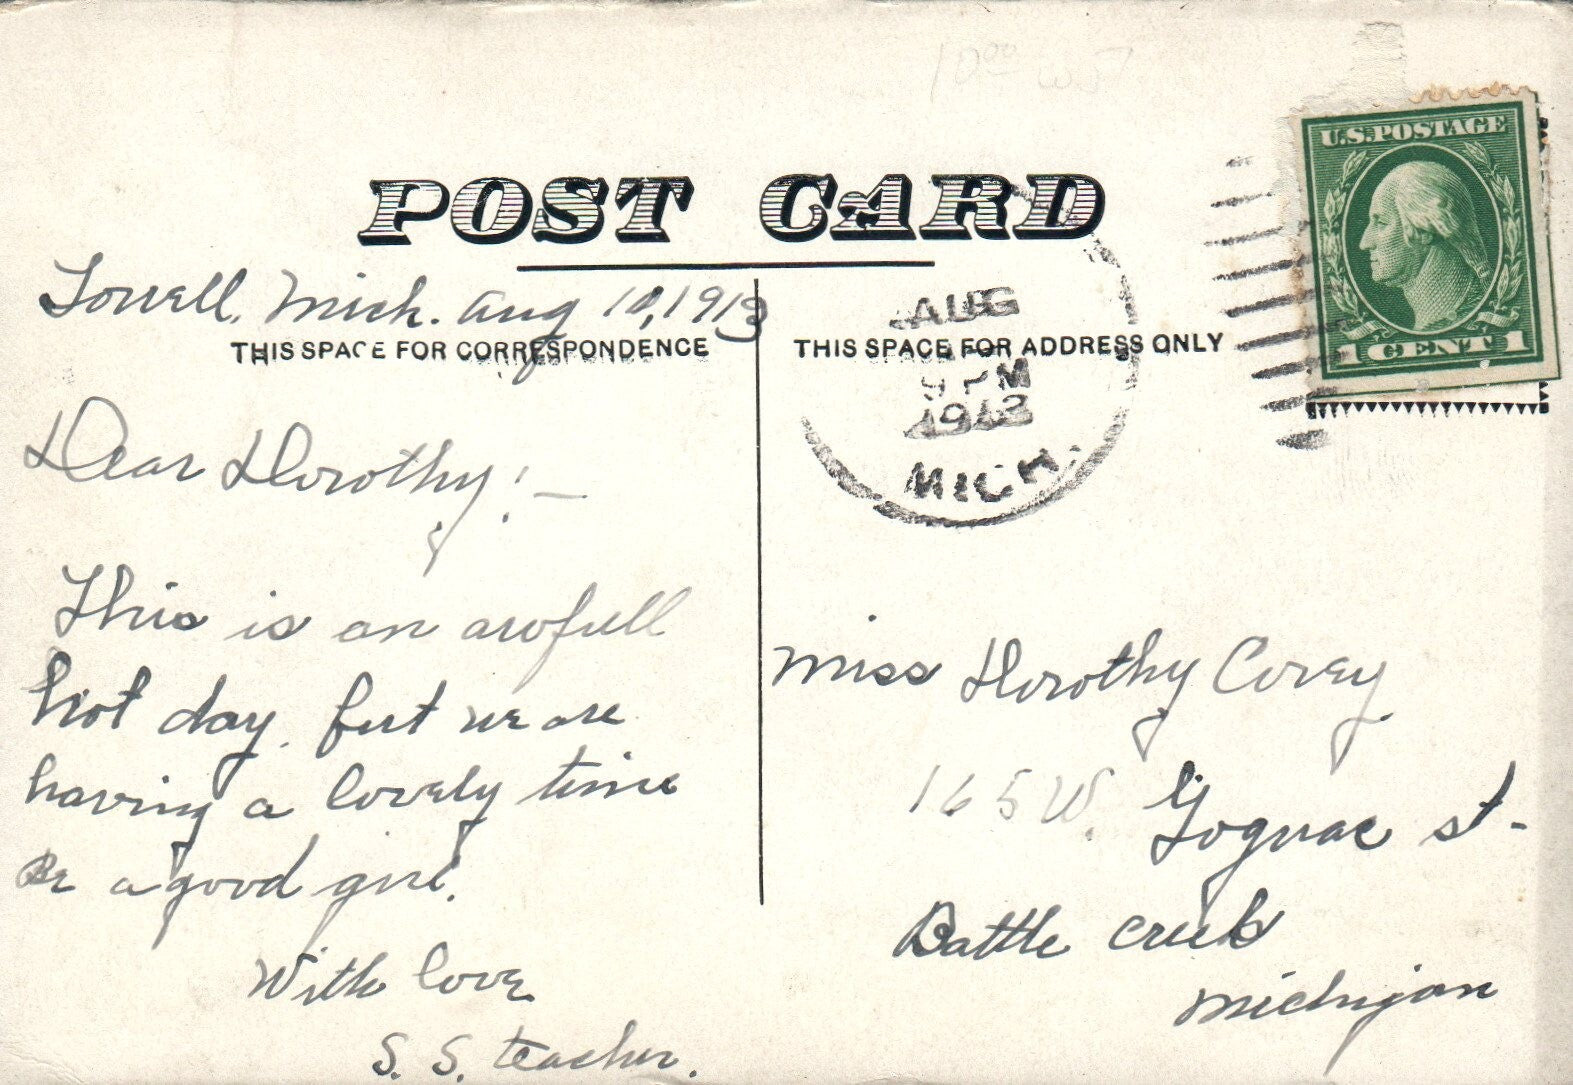 POST CARD
U.S. POSTAGE
1 CENT 1
Lowell, Mich. Aug 10, 1913
THIS SPACE FOR CORRESPONDENCE
THIS SPACE FOR ADDRESS ONLY
AUG
PM
1913
MICH.
Dear Dorothy! -
This is an awfull
hot day. but we are
having a lovely time
Be a good girl.
With love
S. S. teacher.
Miss Dorothy Corey
165 W. Gognac st-
Battle Creek
Michigan